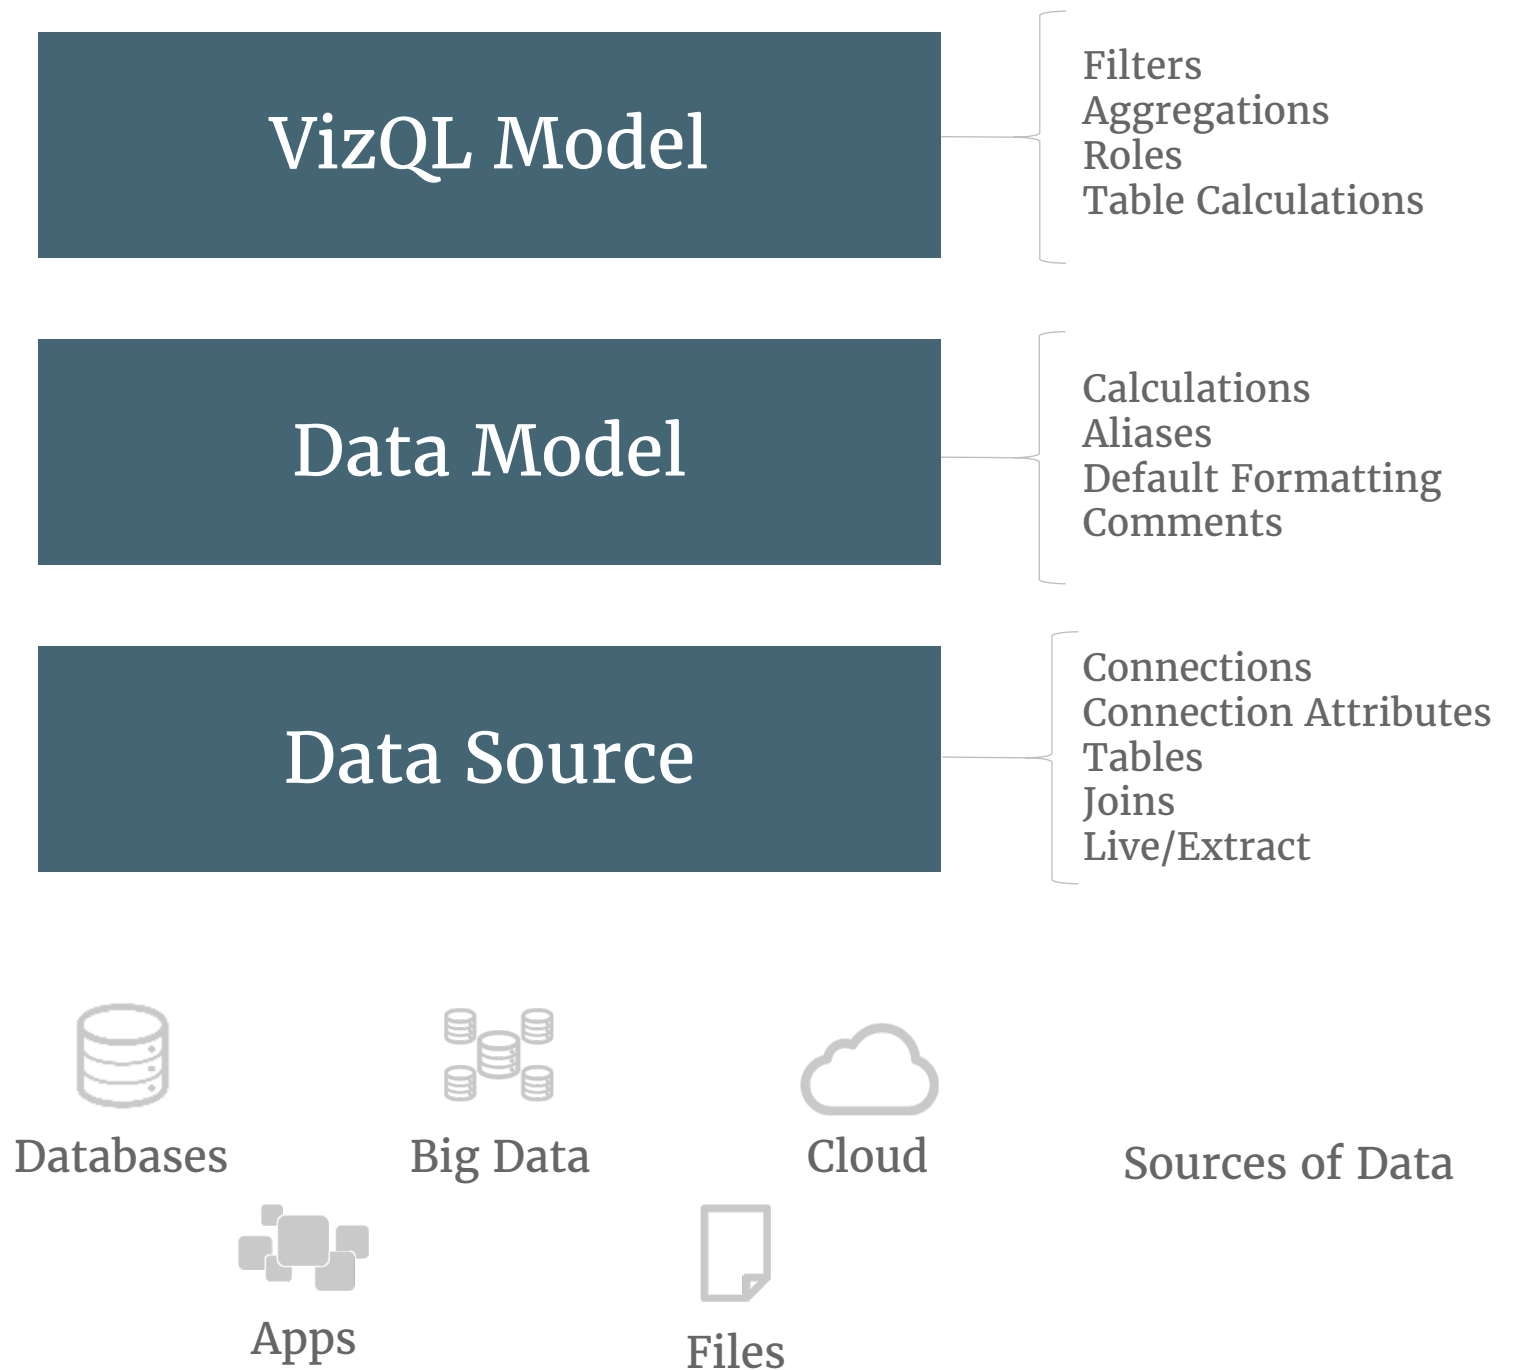 VizQL Model
Filters
Aggregations
Roles
Table Calculations
Data Model
Calculations
Aliases
Default Formatting
Comments
Data Source
Connections
Connection Attributes
Tables
Joins
Live/Extract
Databases
Big Data
Cloud
Sources of Data
Apps
Files